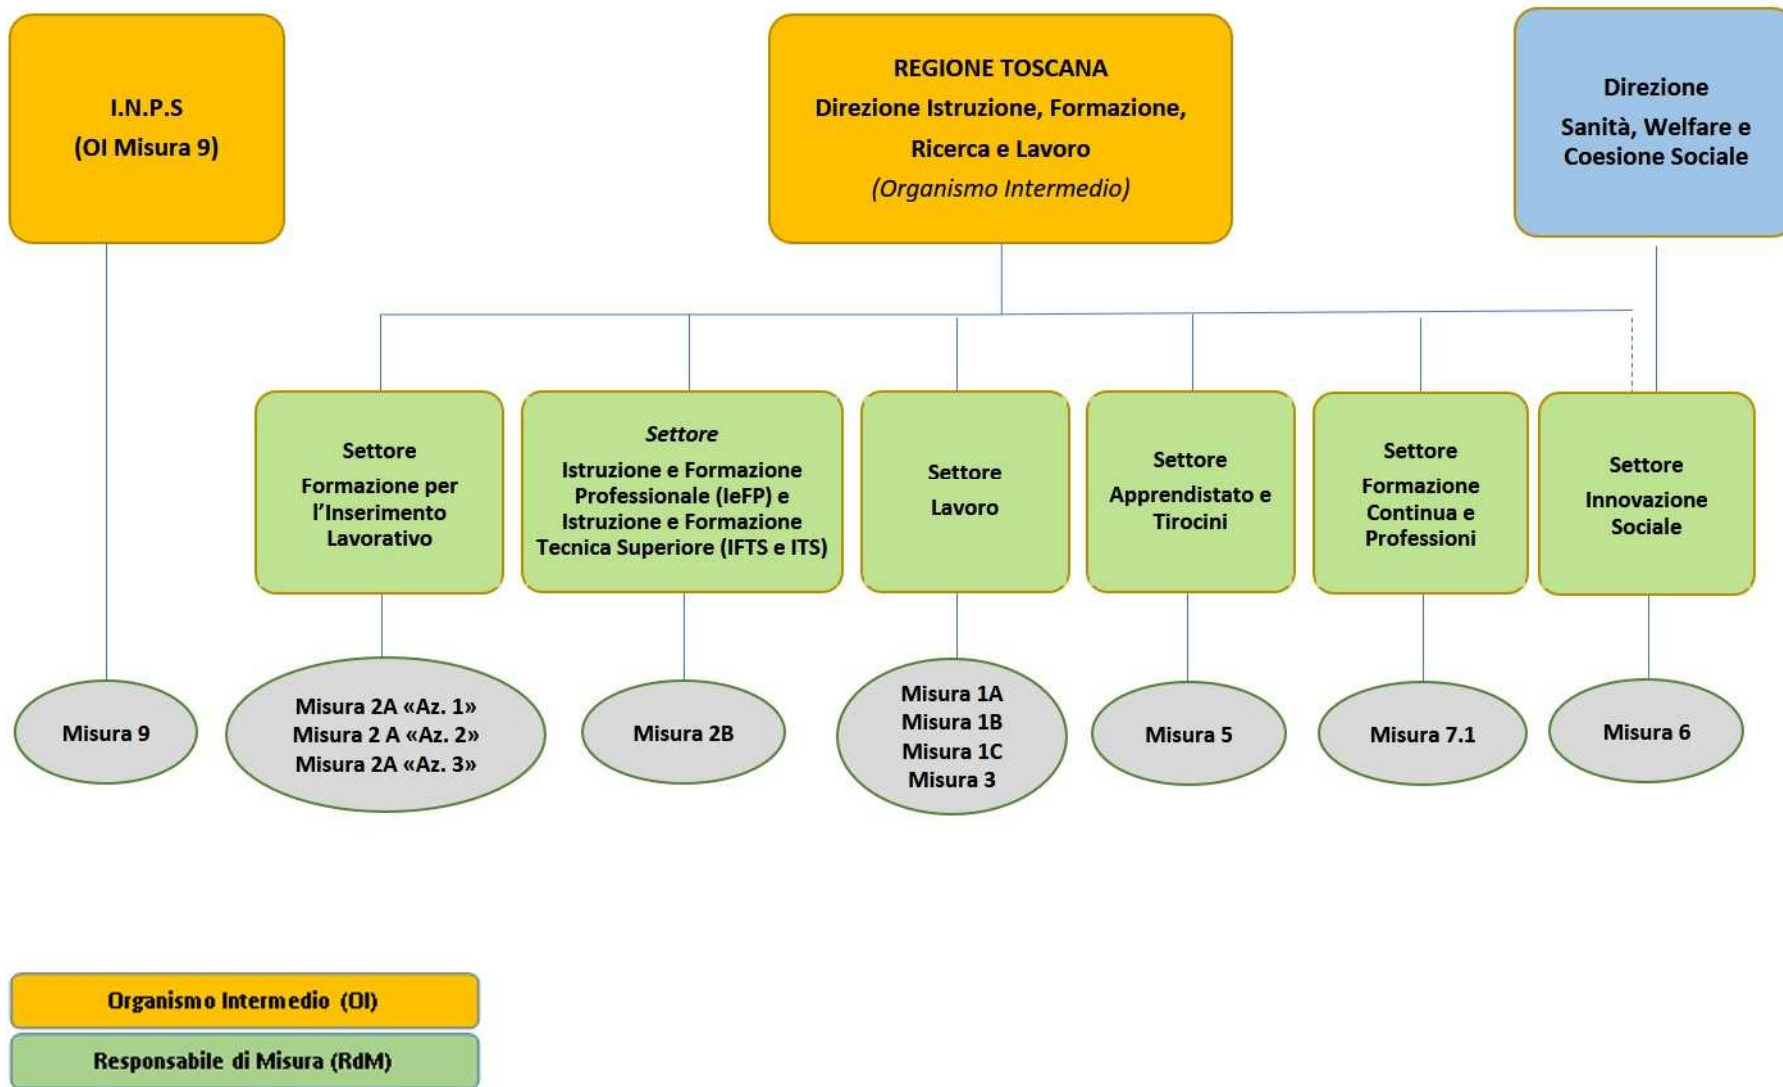 I.N.P.S
(OI Misura 9)
REGIONE TOSCANA
Direzione Istruzione, Formazione,
Ricerca e Lavoro
(Organismo Intermedio)
Direzione
Sanità, Welfare e
Coesione Sociale
Settore
Formazione per
l'Inserimento
Lavorativo
Settore
Istruzione e Formazione
Professionale (IeFP) e
Istruzione e Formazione
Tecnica Superiore (IFTS e ITS)
Settore
Lavoro
Settore
Apprendistato e
Tirocini
Settore
Formazione
Continua e
Professioni
Settore
Innovazione
Sociale
Misura 9
Misura 2A «Az. 1»
Misura 2 A «Az. 2»
Misura 2A «Az. 3»
Misura 2B
Misura 1A
Misura 1B
Misura 1C
Misura 3
Misura 5
Misura 7.1
Misura 6
Organismo Intermedio (OI)
Responsabile di Misura (RdM)